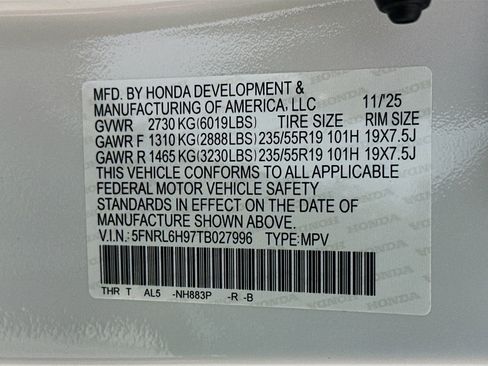 MFD. BY HONDA DEVELOPMENT &
MANUFACTURING OF AMERICA, LLC 11/'25
GVWR 2730 KG(6019LBS) TIRE SIZE RIM SIZE
GAWR F 1310 KG(2888LBS) 235/55R19 101H 19X7.5J
GAWR R 1465 KG(3230LBS) 235/55R19 101H 19X7.5J
THIS VEHICLE CONFORMS TO ALL APPLICABLE
FEDERAL MOTOR VEHICLE SAFETY
STANDARDS IN EFFECT ON THE DATE OF
MANUFACTURE SHOWN ABOVE.
V.I.N.: 5FNRL6H97TB027996 TYPE:MPV
THR T AL5 -NH883P -R -B